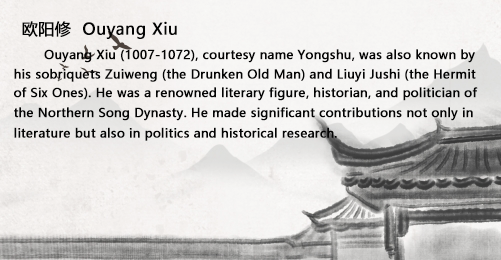 欧阳修 Ouyang Xiu
Ouyang Xiu (1007-1072), courtesy name Yongshu, was also known by
his sobriquets Zuiweng (the Drunken Old Man) and Liuyi Jushi (the Hermit
of Six Ones). He was a renowned literary figure, historian, and politician of
the Northern Song Dynasty. He made significant contributions not only in
literature but also in politics and historical research.